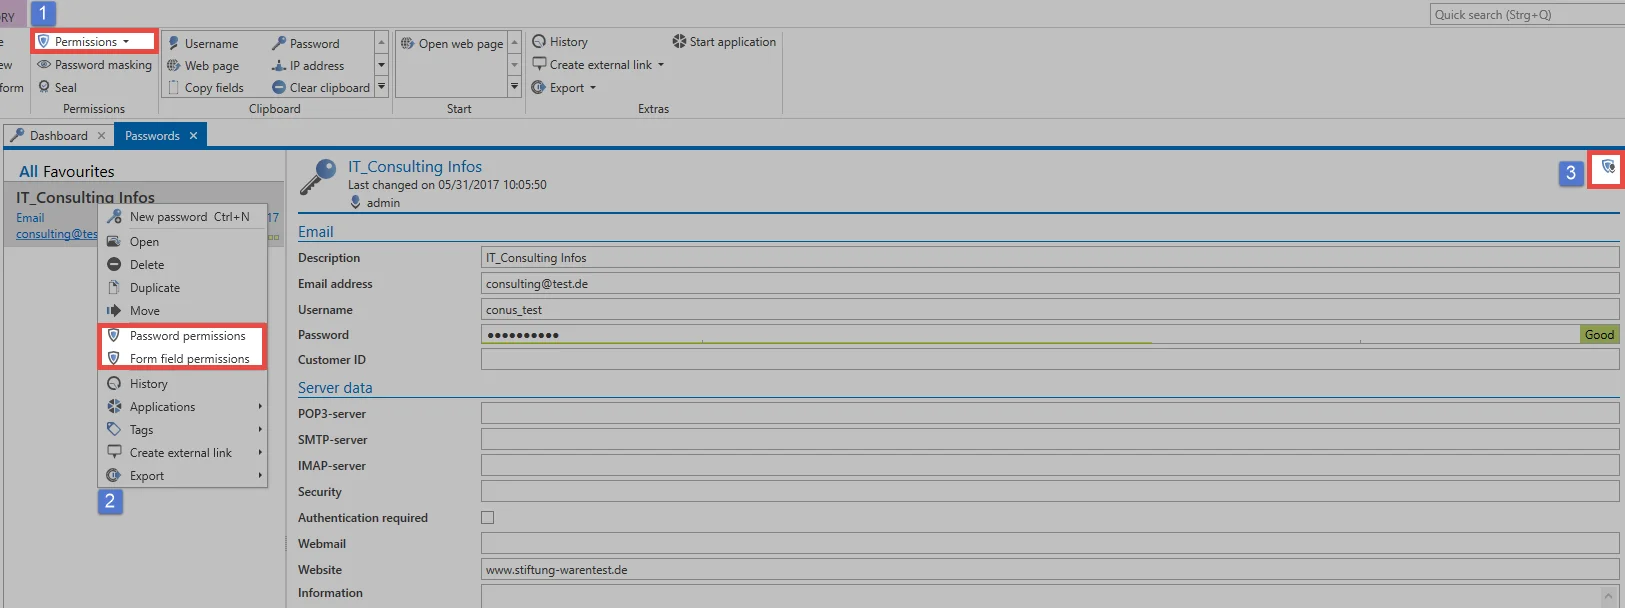 RY
1
Quick search (Strg+Q)
Permissions
Password masking
Seal
Permissions
ew
form
Username
Password
Web page
IP address
Copy fields
Clear clipboard
Clipboard
Open web page
Start
History
Start application
Create external link
Export
Extras
Dashboard
Passwords
All Favourites
IT_Consulting Infos
Email
17
consulting@tes
New password Ctrl+N
Open
Delete
Duplicate
Move
Password permissions
Form field permissions
History
Applications
Tags
Create external link
Export
2
IT_Consulting Infos
Last changed on 05/31/2017 10:05:50
admin
3
Email
Description IT_Consulting Infos
Email address consulting@test.de
Username conus_test
Password ●●●●●●●●●● Good
Customer ID
Server data
POP3-server
SMTP-server
IMAP-server
Security
Authentication required
Webmail
Website www.stiftung-warentest.de
Information